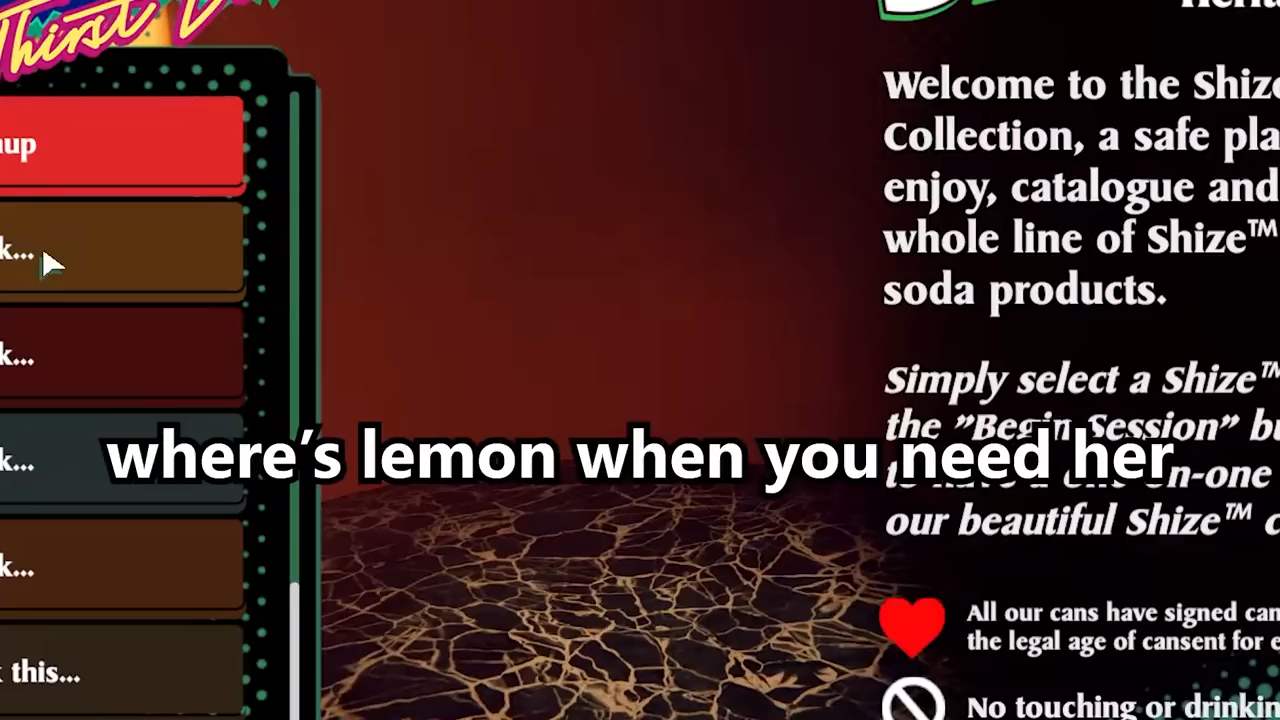 Thirst
k...
k...
k...
k...
k this...
Welcome to the Shize
Collection, a safe pla
enjoy, catalogue and
whole line of Shize™
soda products.
Simply select a Shize™
the "Begin Session" bu
where's lemon when you need her
our beautiful Shize™ c
All our cans have signed can
the legal age of cansent for e
No touching or drinkin